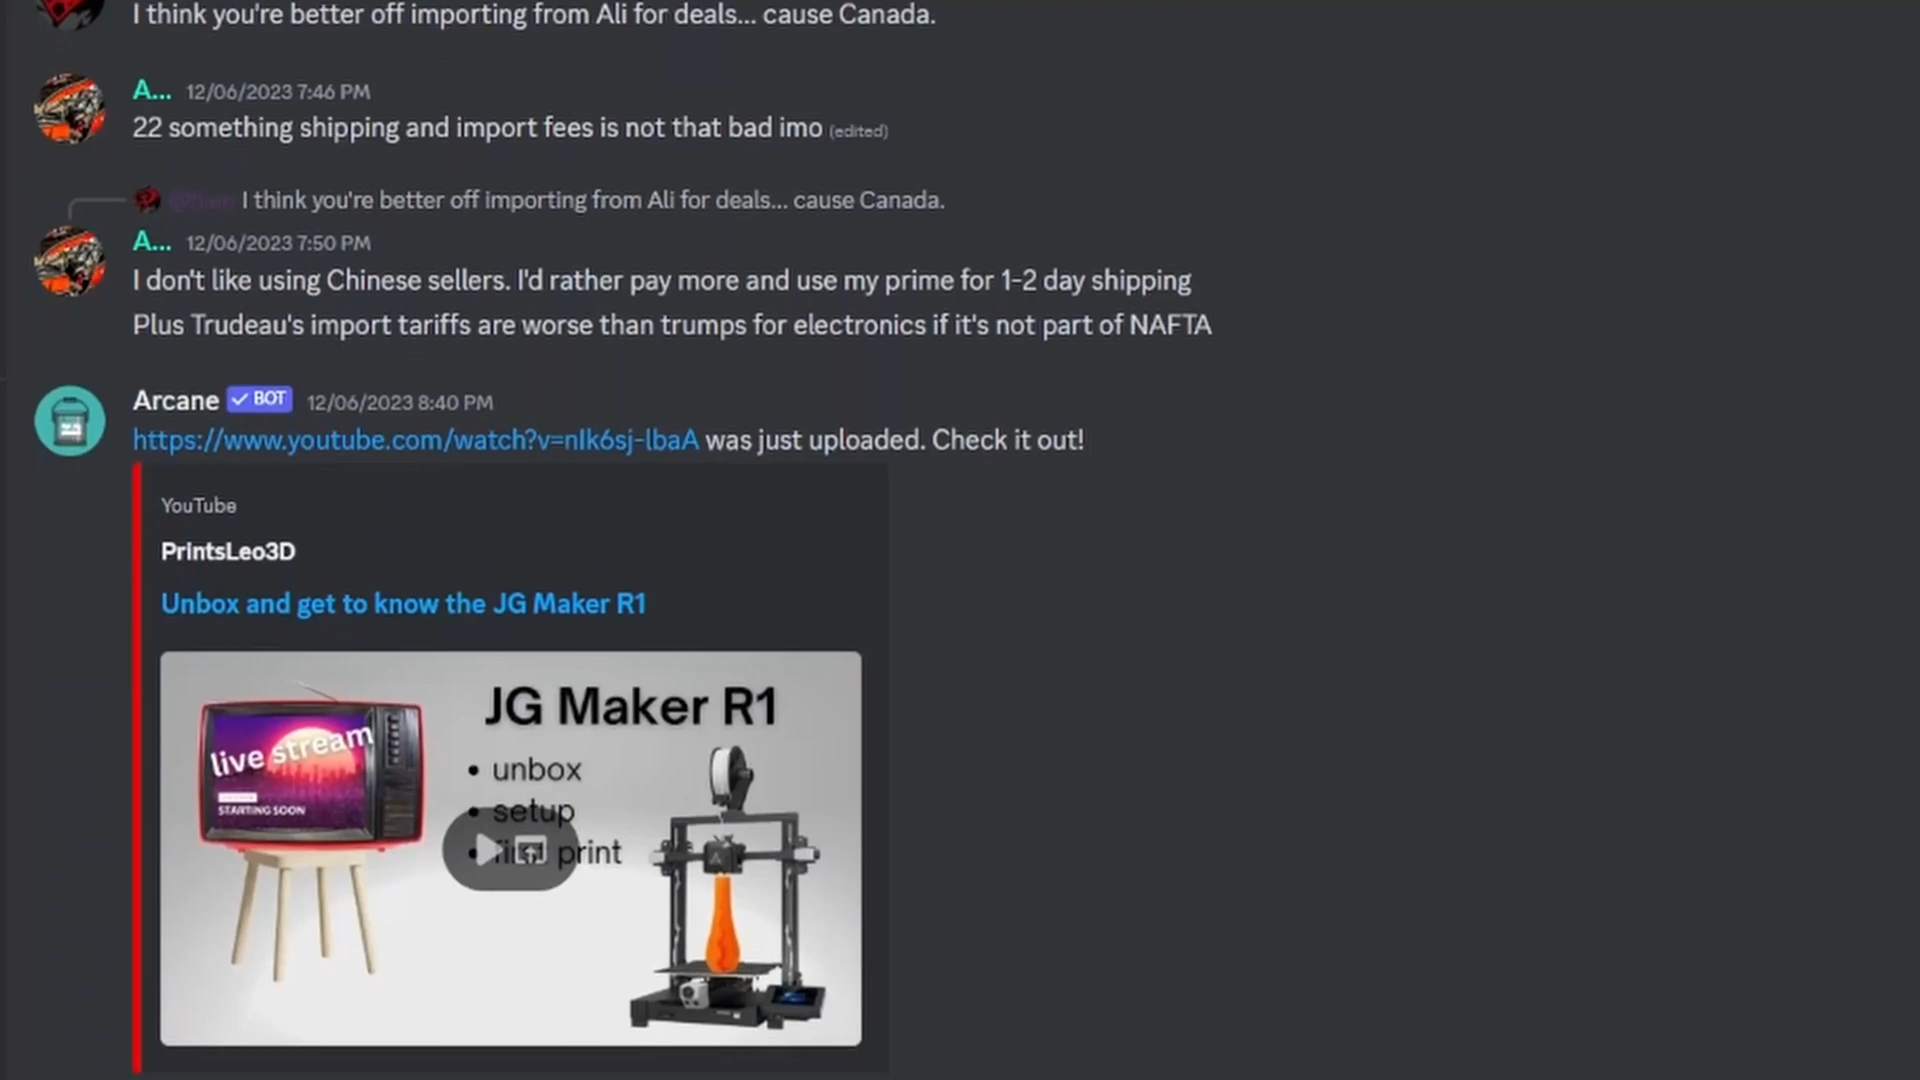 I think you're better off importing from Ali for deals... cause Canada.
A... 12/06/2023 7:46 PM
22 something shipping and import fees is not that bad imo (edited)
I think you're better off importing from Ali for deals... cause Canada.
A... 12/06/2023 7:50 PM
I don't like using Chinese sellers. I'd rather pay more and use my prime for 1-2 day shipping
Plus Trudeau's import tariffs are worse than trumps for electronics if it's not part of NAFTA
Arcane BOT 12/06/2023 8:40 PM
https://www.youtube.com/watch?v=nIk6sj-lbaA was just uploaded. Check it out!
YouTube
PrintsLeo3D
Unbox and get to know the JG Maker R1
JG Maker R1
live stream
STARTING SOON
• unbox
• setup
• first print